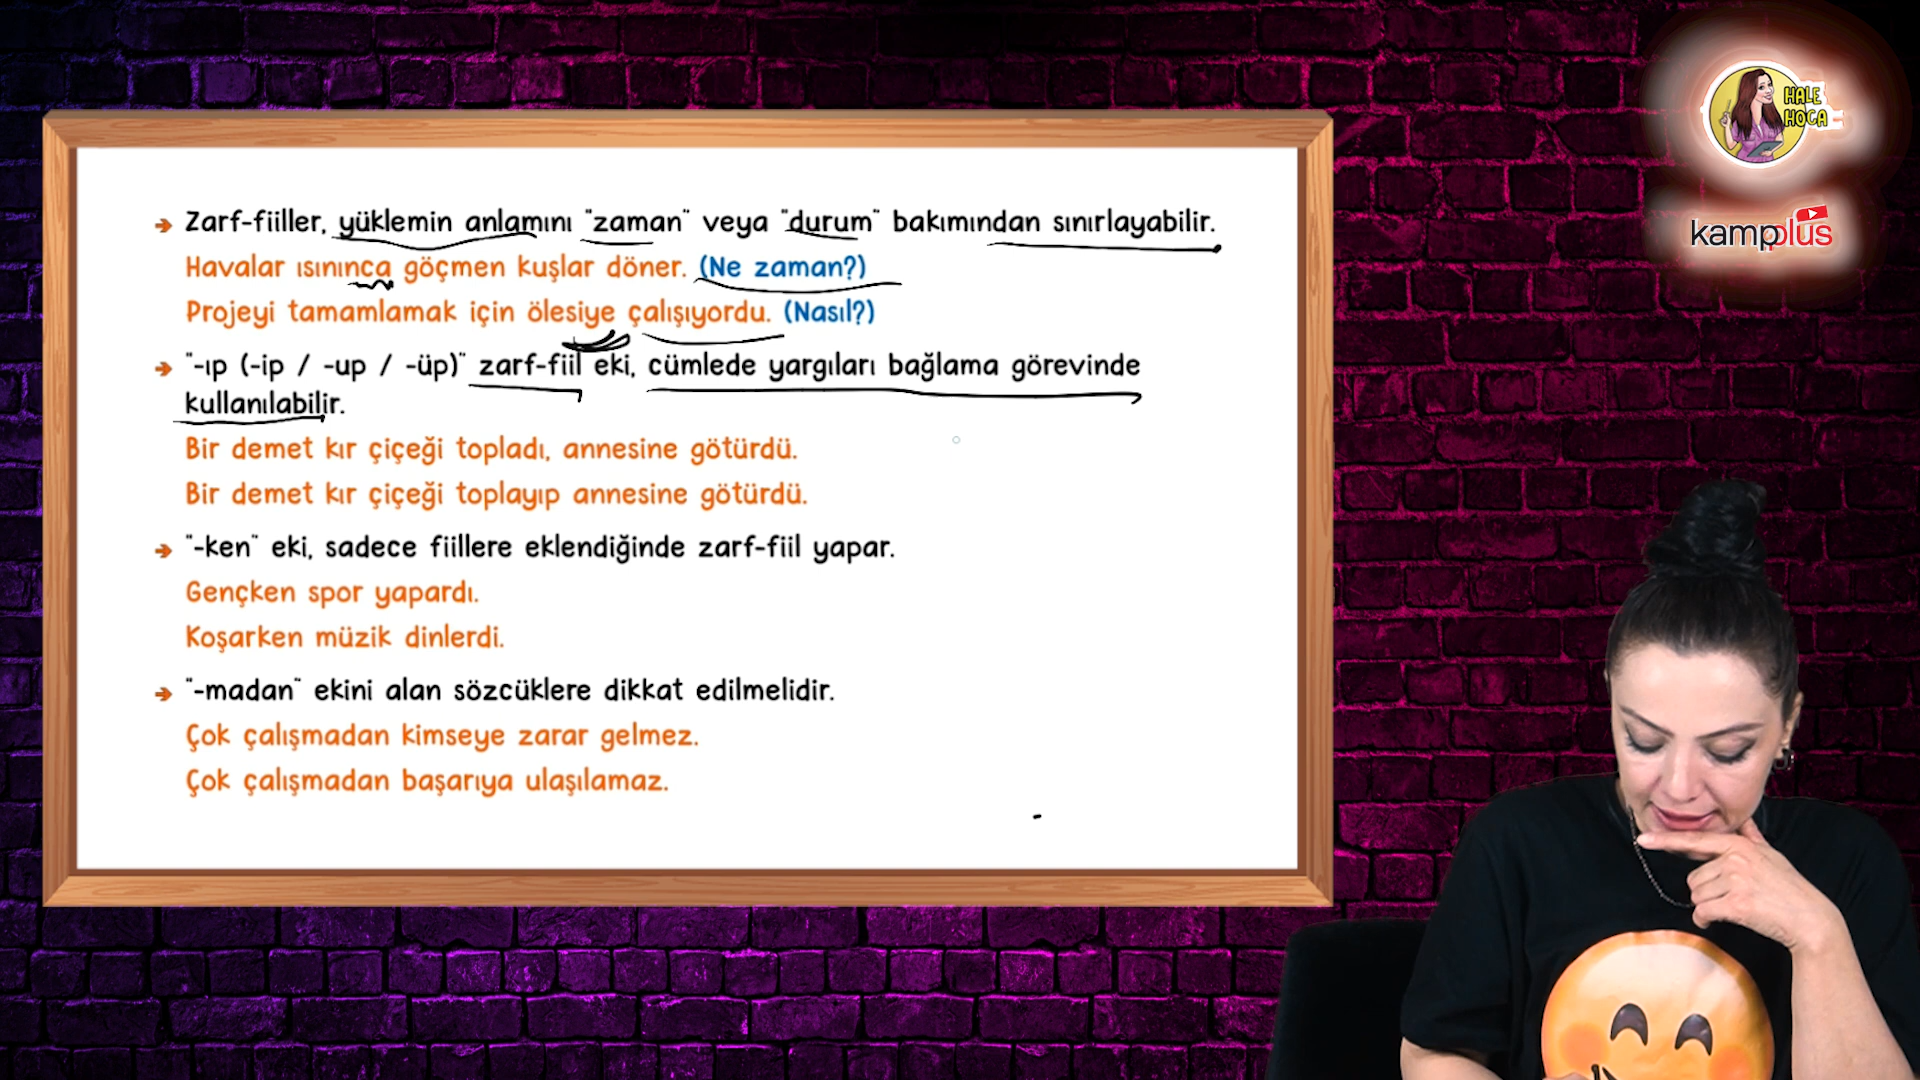 HALE
HOCA
kampplus
Zarf-fiiller, yüklemin anlamını "zaman" veya "durum" bakımından sınırlayabilir.
Havalar ısınınca göçmen kuşlar döner. (Ne zaman?)
Projeyi tamamlamak için ölesiye çalışıyordu. (Nasıl?)
"-ıp (-ip / -up / -üp)" zarf-fiil eki, cümlede yargıları bağlama görevinde
kullanılabilir.
Bir demet kır çiçeği topladı, annesine götürdü.
Bir demet kır çiçeği toplayıp annesine götürdü.
"-ken" eki, sadece fiillere eklendiğinde zarf-fiil yapar.
Gençken spor yapardı.
Koşarken müzik dinlerdi.
"-madan" ekini alan sözcüklere dikkat edilmelidir.
Çok çalışmadan kimseye zarar gelmez.
Çok çalışmadan başarıya ulaşılamaz.